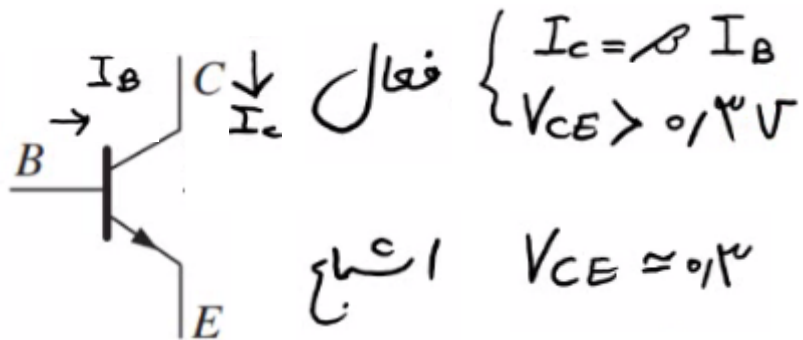 I_B
C
I_c
B
E
فعال
I_C = β I_B
V_CE > ۰٫۳ V
اشباع
V_CE ≃ ۰٫۳